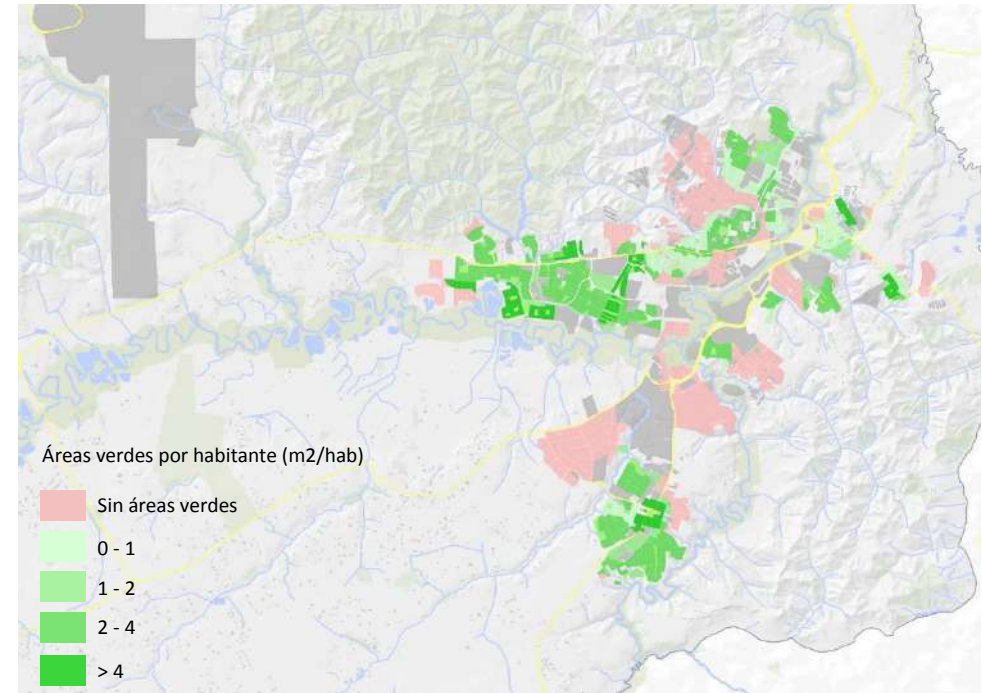 Áreas verdes por habitante (m2/hab)
Sin áreas verdes
0 - 1
1 - 2
2 - 4
> 4